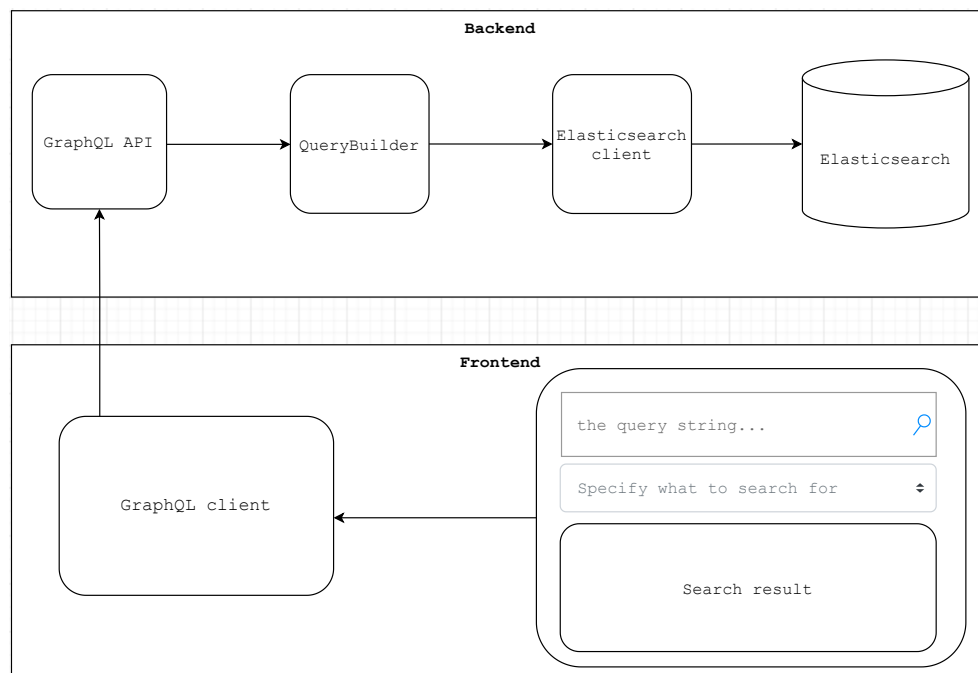 Backend
GraphQL API
QueryBuilder
Elasticsearch
client
Elasticsearch
Frontend
the query string...
Specify what to search for
GraphQL client
Search result